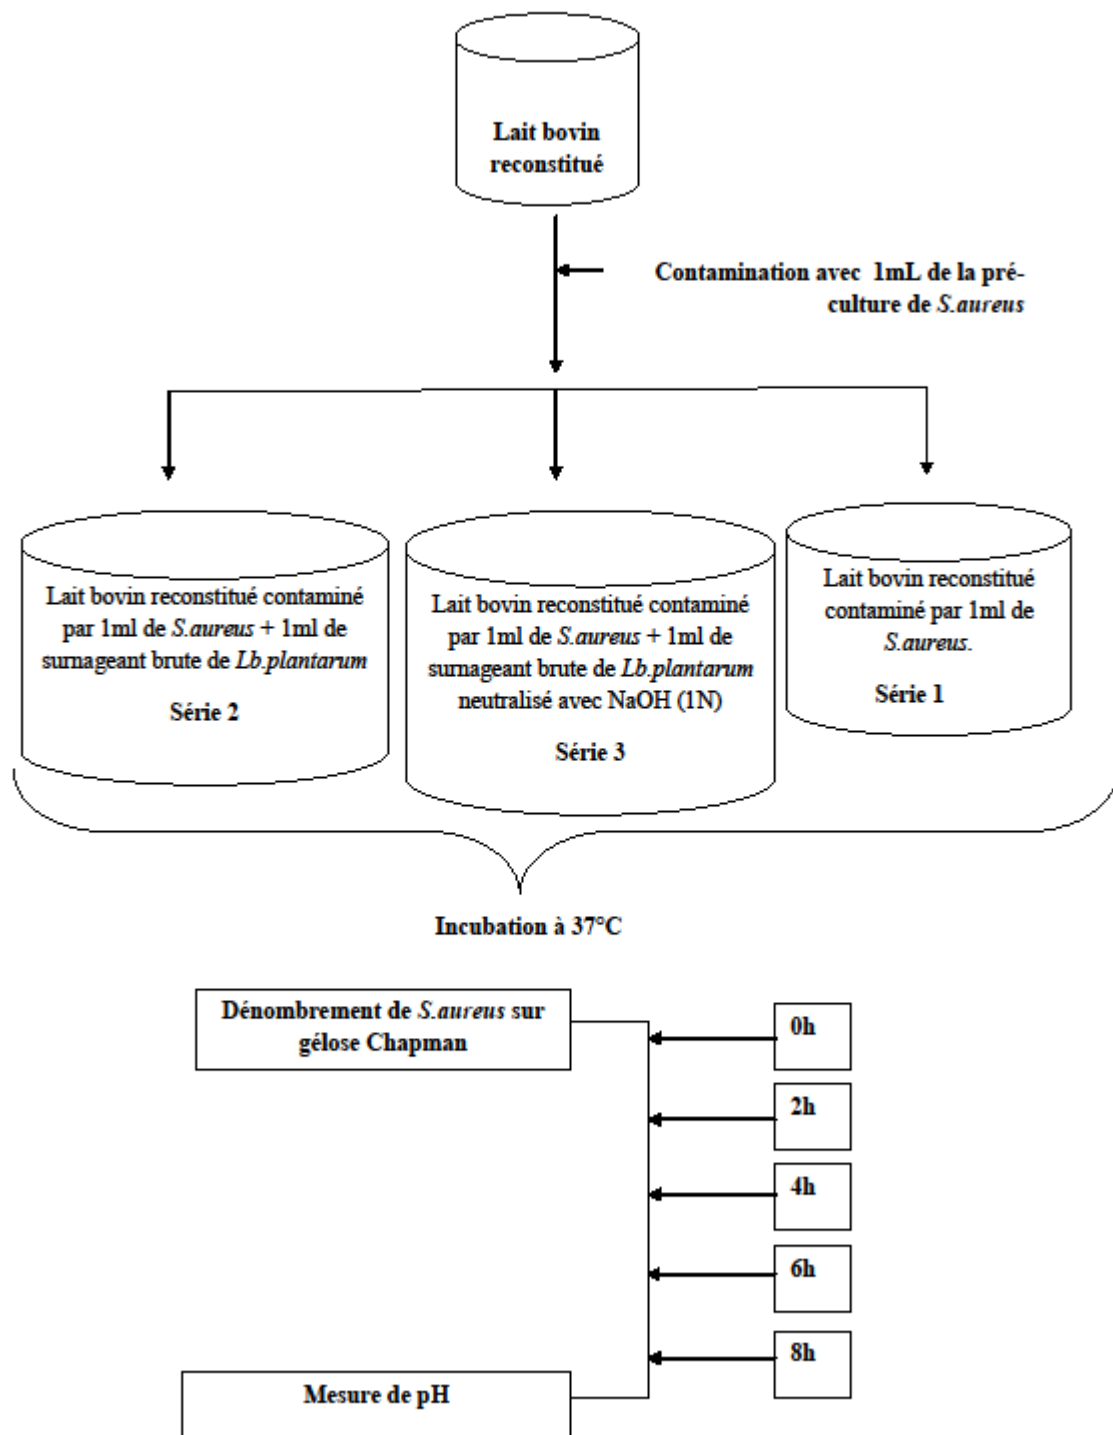 Lait bovin
reconstitué
Contamination avec 1mL de la pré-
culture de S.aureus
Lait bovin reconstitué contaminé
par 1ml de S.aureus + 1ml de
surnageant brute de Lb.plantarum
Série 2
Lait bovin reconstitué contaminé
par 1ml de S.aureus + 1ml de
surnageant brute de Lb.plantarum
neutralisé avec NaOH (1N)
Série 3
Lait bovin reconstitué
contaminé par 1ml de
S.aureus.
Série 1
Incubation à 37°C
Dénombrement de S.aureus sur
gélose Chapman
0h
2h
4h
6h
8h
Mesure de pH